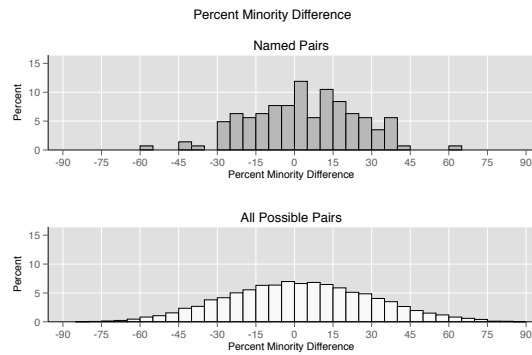 Percent Minority Difference
Named Pairs
15
10
5
0
Percent
-90 -75 -60 -45 -30 -15 0 15 30 45 60 75 90
Percent Minority Difference
All Possible Pairs
15
10
5
0
Percent
-90 -75 -60 -45 -30 -15 0 15 30 45 60 75 90
Percent Minority Difference